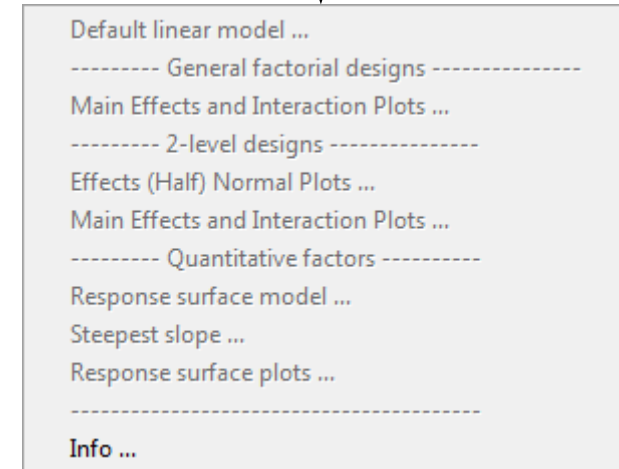 Default linear model ...
--------- General factorial designs ---------------
Main Effects and Interaction Plots ...
--------- 2-level designs ---------------
Effects (Half) Normal Plots ...
Main Effects and Interaction Plots ...
--------- Quantitative factors ----------
Response surface model ...
Steepest slope ...
Response surface plots ...
-----------------------------------------
Info ...